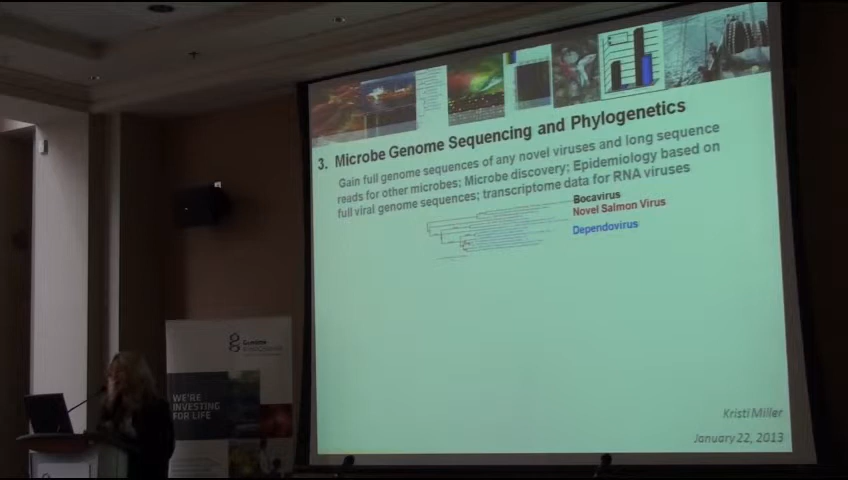 3. Microbe Genome Sequencing and Phylogenetics
Gain full genome sequences of any novel viruses and long sequence
reads for other microbes; Microbe discovery; Epidemiology based on
full viral genome sequences; transcriptome data for RNA viruses
Bocavirus
Novel Salmon Virus
Dependovirus
Kristi Miller
January 22, 2013
Genome
WE'RE
INVESTING
FOR LIFE